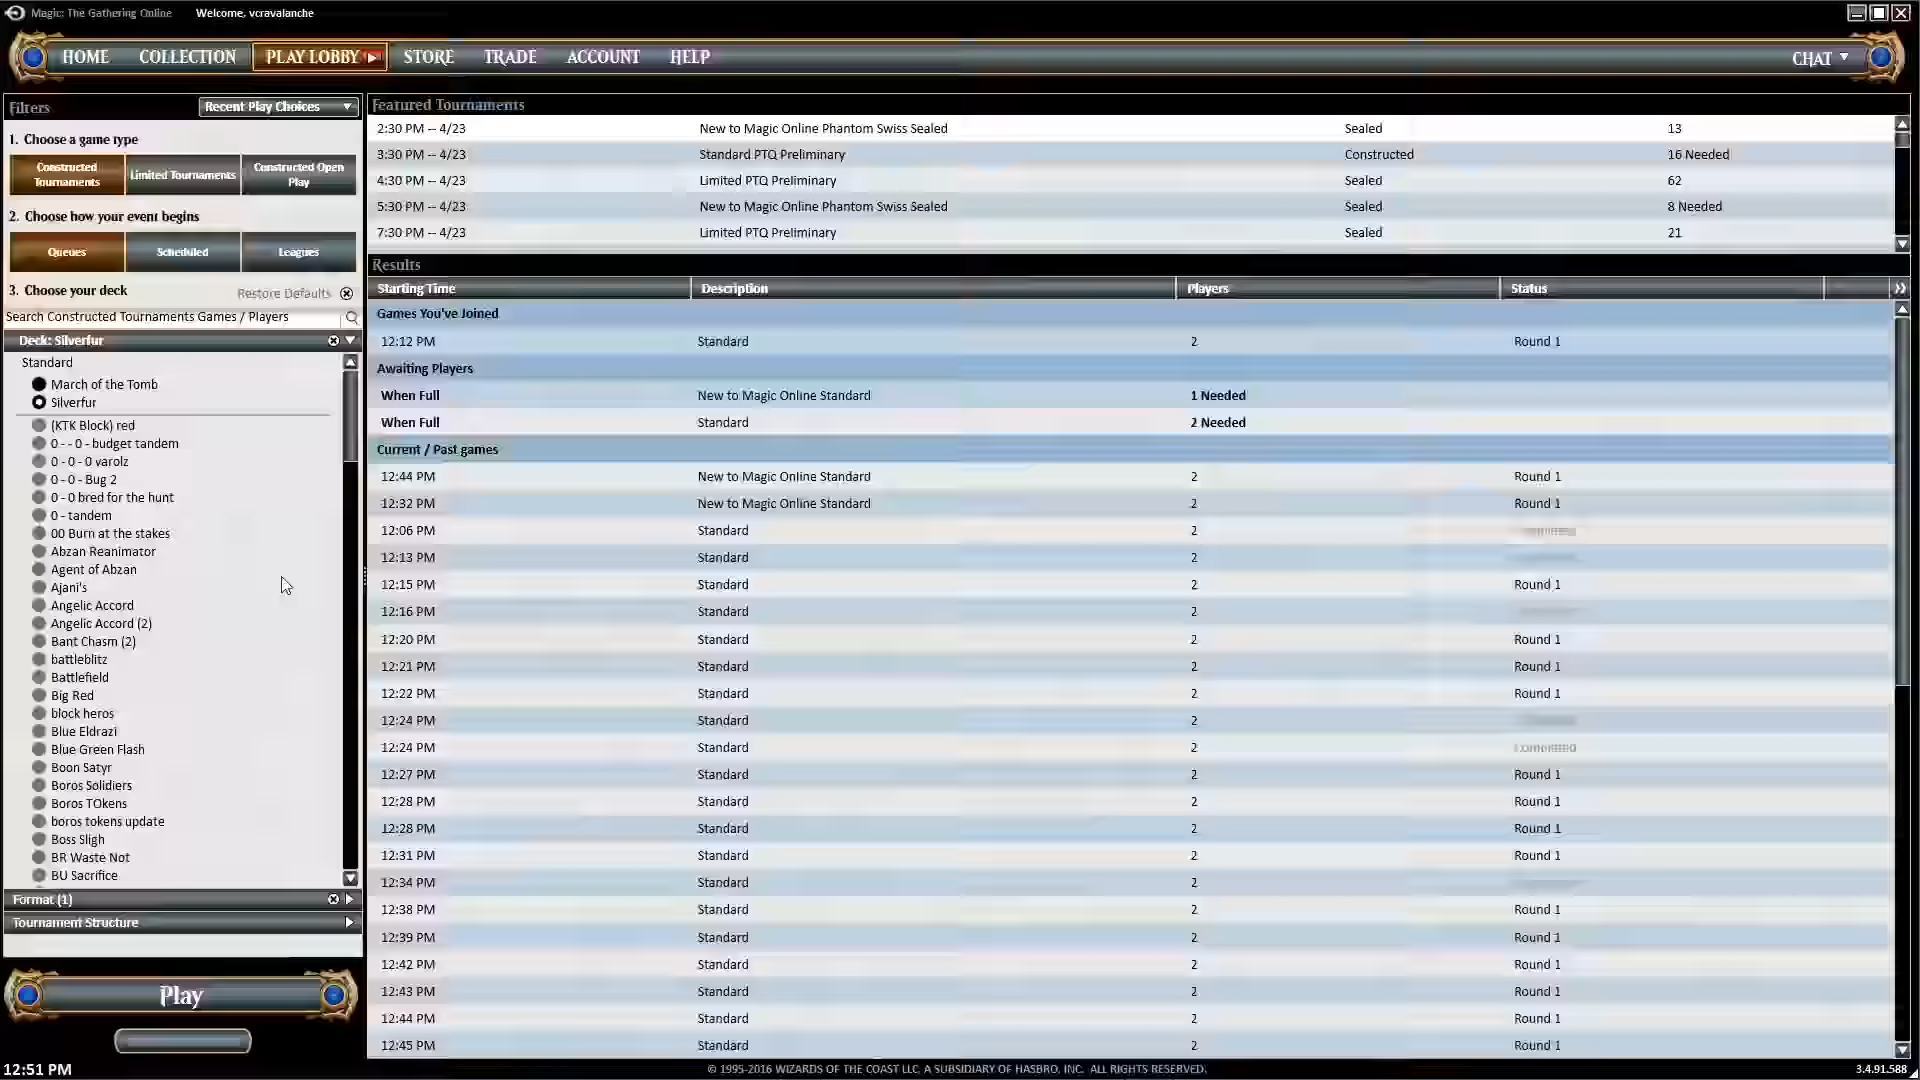 Magic: The Gathering Online Welcome, vcravalanche
HOME COLLECTION PLAY LOBBY STORE TRADE ACCOUNT HELP CHAT
Filters Recent Play Choices
1. Choose a game type
Constructed Tournaments Limited Tournaments Constructed Open Play
2. Choose how your event begins
Queues Scheduled Leagues
3. Choose your deck Restore Defaults
Search Constructed Tournaments Games / Players
Deck: Silverfur
Standard
March of the Tomb
Silverfur
(KTK Block) red
0 - - 0 - budget tandem
0 - 0 - 0 varolz
0 - 0 - Bug 2
0 - 0 bred for the hunt
0 - tandem
00 Burn at the stakes
Abzan Reanimator
Agent of Abzan
Ajani's
Angelic Accord
Angelic Accord (2)
Bant Chasm (2)
battleblitz
Battlefield
Big Red
block heros
Blue Eldrazi
Blue Green Flash
Boon Satyr
Boros Solidiers
Boros TOkens
boros tokens update
Boss Sligh
BR Waste Not
BU Sacrifice
Format (1)
Tournament Structure
Play
12:51 PM
Featured Tournaments
2:30 PM -- 4/23 New to Magic Online Phantom Swiss Sealed Sealed 13
3:30 PM -- 4/23 Standard PTQ Preliminary Constructed 16 Needed
4:30 PM -- 4/23 Limited PTQ Preliminary Sealed 62
5:30 PM -- 4/23 New to Magic Online Phantom Swiss Sealed Sealed 8 Needed
7:30 PM -- 4/23 Limited PTQ Preliminary Sealed 21
Results
Starting Time Description Players Status
Games You've Joined
12:12 PM Standard 2 Round 1
Awaiting Players
When Full New to Magic Online Standard 1 Needed
When Full Standard 2 Needed
Current / Past games
12:44 PM New to Magic Online Standard 2 Round 1
12:32 PM New to Magic Online Standard 2 Round 1
12:06 PM Standard 2
12:13 PM Standard 2
12:15 PM Standard 2 Round 1
12:16 PM Standard 2
12:20 PM Standard 2 Round 1
12:21 PM Standard 2 Round 1
12:22 PM Standard 2 Round 1
12:24 PM Standard 2
12:24 PM Standard 2 Completed
12:27 PM Standard 2 Round 1
12:28 PM Standard 2 Round 1
12:28 PM Standard 2 Round 1
12:31 PM Standard 2 Round 1
12:34 PM Standard 2
12:38 PM Standard 2 Round 1
12:39 PM Standard 2 Round 1
12:42 PM Standard 2 Round 1
12:43 PM Standard 2 Round 1
12:44 PM Standard 2 Round 1
12:45 PM Standard 2 Round 1
© 1995-2016 WIZARDS OF THE COAST LLC, A SUBSIDIARY OF HASBRO, INC. ALL RIGHTS RESERVED. 3.4.91.588